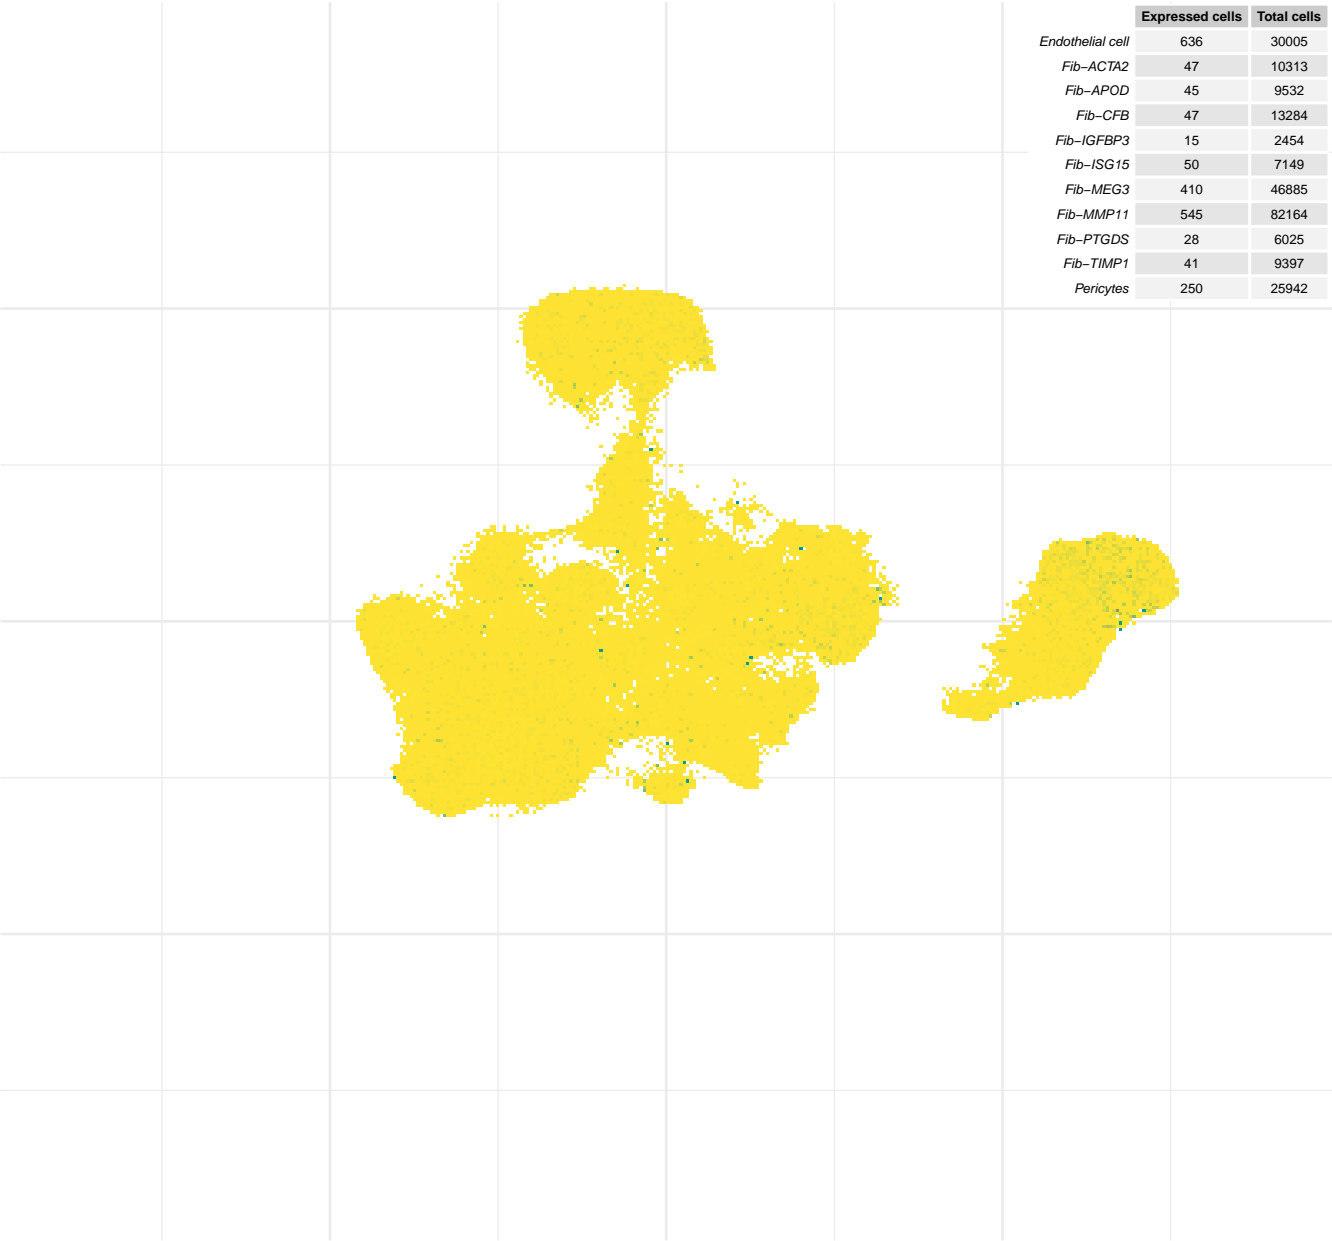 Expressed cells Total cells
Endothelial cell 636 30005
Fib−ACTA2 47 10313
Fib−APOD 45 9532
Fib−CFB 47 13284
Fib−IGFBP3 15 2454
Fib−ISG15 50 7149
Fib−MEG3 410 46885
Fib−MMP11 545 82164
Fib−PTGDS 28 6025
Fib−TIMP1 41 9397
Pericytes 250 25942